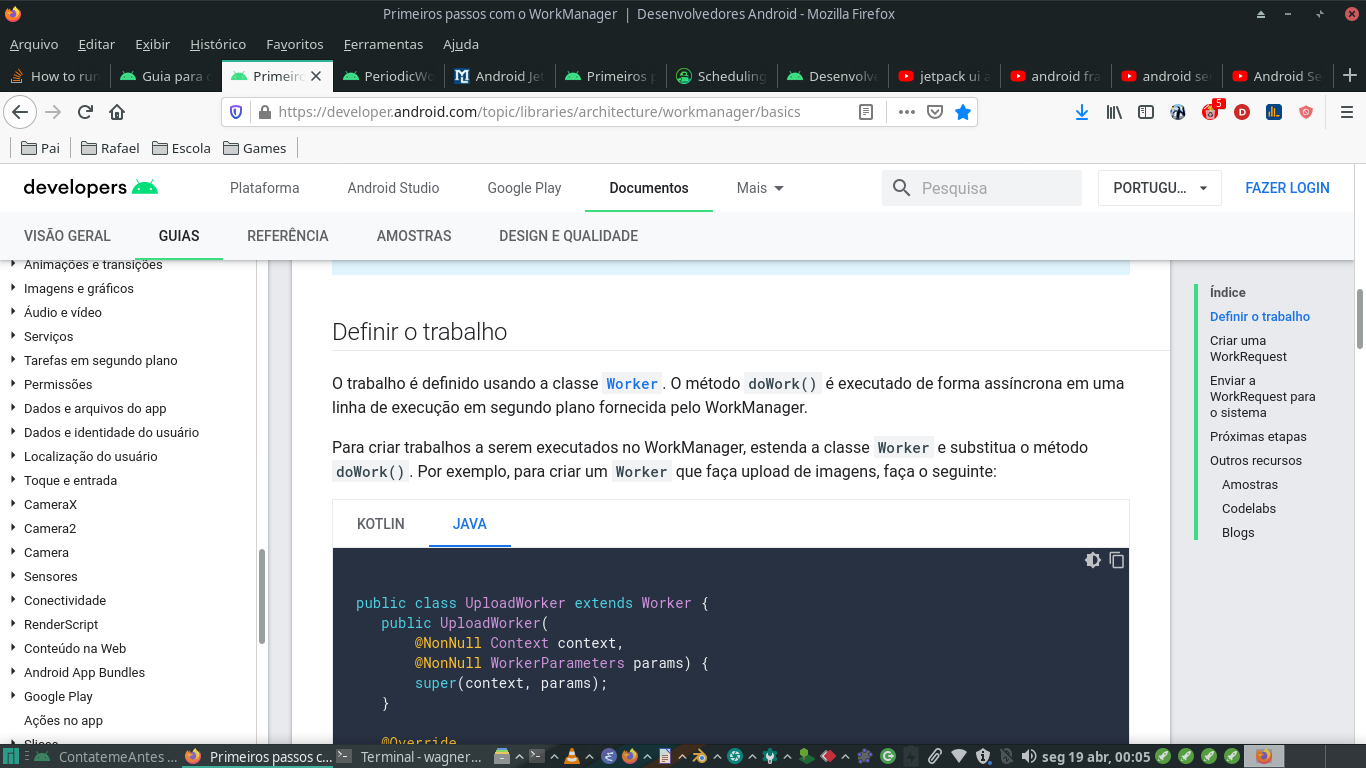 Primeiros passos com o WorkManager | Desenvolvedores Android - Mozilla Firefox
Arquivo Editar Exibir Histórico Favoritos Ferramentas Ajuda
How to run Guia para Primeiro PeriodicWo Android Jet Primeiros p Scheduling Desenvolve jetpack ui a android fra android ser Android Se
https://developer.android.com/topic/libraries/architecture/workmanager/basics 5
Pai Rafael Escola Games
developers Plataforma Android Studio Google Play Documentos Mais Pesquisa PORTUGU... FAZER LOGIN
VISÃO GERAL GUIAS REFERÊNCIA AMOSTRAS DESIGN E QUALIDADE
Animações e transições
Imagens e gráficos
Áudio e vídeo
Serviços
Tarefas em segundo plano
Permissões
Dados e arquivos do app
Dados e identidade do usuário
Localização do usuário
Toque e entrada
CameraX
Camera2
Camera
Sensores
Conectividade
RenderScript
Conteúdo na Web
Android App Bundles
Google Play
Ações no app
Slices
Definir o trabalho
O trabalho é definido usando a classe Worker. O método doWork() é executado de forma assíncrona em uma
linha de execução em segundo plano fornecida pelo WorkManager.
Para criar trabalhos a serem executados no WorkManager, estenda a classe Worker e substitua o método
doWork(). Por exemplo, para criar um Worker que faça upload de imagens, faça o seguinte:
KOTLIN JAVA
public class UploadWorker extends Worker {
public UploadWorker(
@NonNull Context context,
@NonNull WorkerParameters params) {
super(context, params);
}
@Override
Índice
Definir o trabalho
Criar uma
WorkRequest
Enviar a
WorkRequest para
o sistema
Próximas etapas
Outros recursos
Amostras
Codelabs
Blogs
ContatemeAntes ... Primeiros passos c... Terminal - wagner... seg 19 abr, 00:05